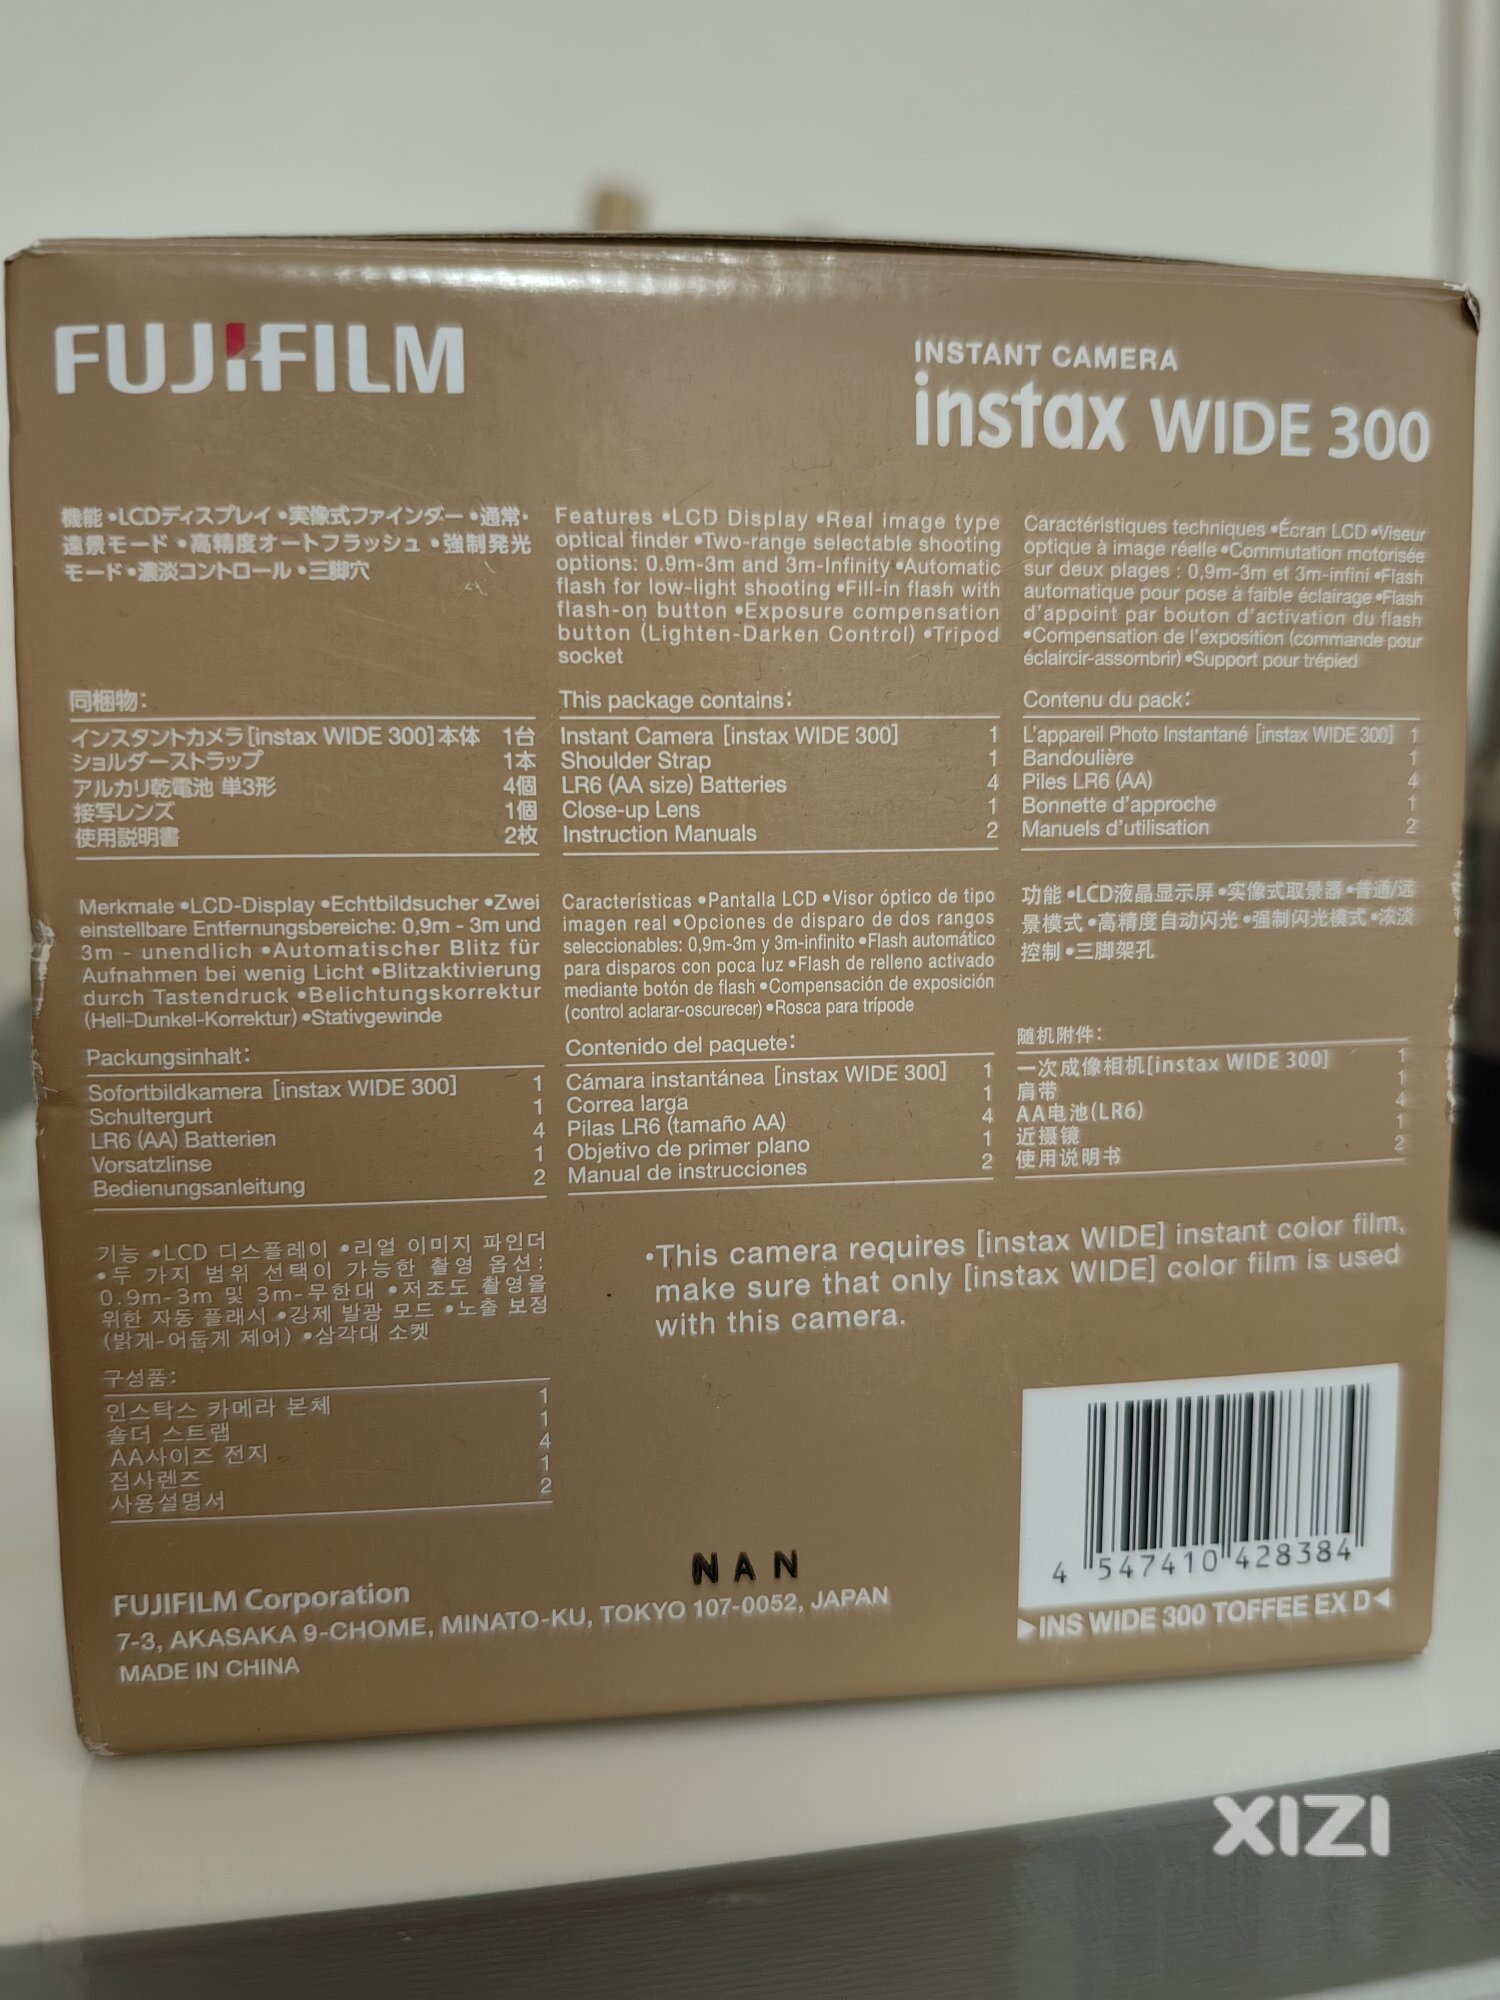 FUJIFILM
INSTANT CAMERA
instax WIDE 300
機能 •LCDディスプレイ •実像式ファインダー •通常・
遠景モード •高精度オートフラッシュ •強制発光
モード •濃淡コントロール •三脚穴
同梱物:
インスタントカメラ[instax WIDE 300]本体 1台
ショルダーストラップ 1本
アルカリ乾電池 単3形 4個
接写レンズ 1個
使用説明書 2枚
Features •LCD Display •Real image type
optical finder •Two-range selectable shooting
options: 0.9m-3m and 3m-Infinity •Automatic
flash for low-light shooting •Fill-in flash with
flash-on button •Exposure compensation
button (Lighten-Darken Control) •Tripod
socket
This package contains:
Instant Camera [instax WIDE 300] 1
Shoulder Strap 1
LR6 (AA size) Batteries 4
Close-up Lens 1
Instruction Manuals 2
Caractéristiques techniques •Écran LCD •Viseur
optique à image réelle •Commutation motorisée
sur deux plages : 0,9m-3m et 3m-infini •Flash
automatique pour pose à faible éclairage •Flash
d'appoint par bouton d'activation du flash
•Compensation de l'exposition (commande pour
éclaircir-assombrir) •Support pour trépied
Contenu du pack:
L'appareil Photo Instantané [instax WIDE 300] 1
Bandoulière 1
Piles LR6 (AA) 4
Bonnette d'approche 1
Manuels d'utilisation 2
Merkmale •LCD-Display •Echtbildsucher •Zwei
einstellbare Entfernungsbereiche: 0,9m - 3m und
3m - unendlich •Automatischer Blitz für
Aufnahmen bei wenig Licht •Blitzaktivierung
durch Tastendruck •Belichtungskorrektur
(Hell-Dunkel-Korrektur) •Stativgewinde
Packungsinhalt:
Sofortbildkamera [instax WIDE 300] 1
Schultergurt 1
LR6 (AA) Batterien 4
Vorsatzlinse 1
Bedienungsanleitung 2
Características •Pantalla LCD •Visor óptico de tipo
imagen real •Opciones de disparo de dos rangos
seleccionables: 0,9m-3m y 3m-infinito •Flash automático
para disparos con poca luz •Flash de relleno activado
mediante botón de flash •Compensación de exposición
(control aclarar-oscurecer) •Rosca para trípode
Contenido del paquete:
Cámara instantánea [instax WIDE 300] 1
Correa larga 1
Pilas LR6 (tamaño AA) 4
Objetivo de primer plano 1
Manual de instrucciones 2
功能 •LCD液晶显示屏 •实像式取景器 •普通/远
景模式 •高精度自动闪光 •强制闪光模式 •浓淡
控制 •三脚架孔
随机附件:
一次成像相机[instax WIDE 300] 1
肩带 1
AA电池(LR6) 4
近摄镜 1
使用说明书 2
기능 •LCD 디스플레이 •리얼 이미지 파인더
•두 가지 범위 선택이 가능한 촬영 옵션:
0.9m-3m 및 3m-무한대 •저조도 촬영을
위한 자동 플래시 •강제 발광 모드 •노출 보정
(밝게-어둡게 제어) •삼각대 소켓
구성품:
인스탁스 카메라 본체 1
숄더 스트랩 1
AA사이즈 전지 4
접사렌즈 1
사용설명서 2
•This camera requires [instax WIDE] instant color film,
make sure that only [instax WIDE] color film is used
with this camera.
4 547410 428384
▶INS WIDE 300 TOFFEE EX D◀
NAN
FUJIFILM Corporation
7-3, AKASAKA 9-CHOME, MINATO-KU, TOKYO 107-0052, JAPAN
MADE IN CHINA
XIZI